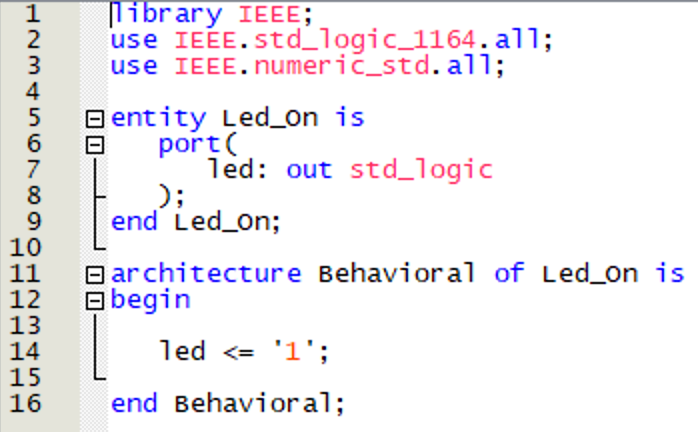 1 library IEEE;
2 use IEEE.std_logic_1164.all;
3 use IEEE.numeric_std.all;
4
5 entity Led_On is
6 port(
7 led: out std_logic
8 );
9 end Led_On;
10
11 architecture Behavioral of Led_On is
12 begin
13
14 led <= '1';
15
16 end Behavioral;